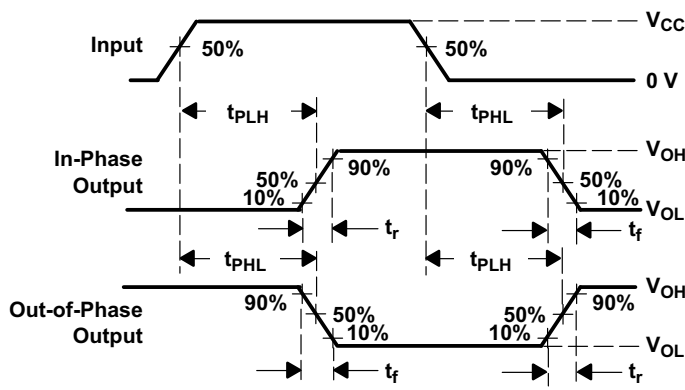 V_CC
Input
50%
50%
0 V
t_PLH
t_PHL
In-Phase
Output
V_OH
90%
90%
50%
50%
10%
10%
V_OL
t_r
t_f
t_PHL
t_PLH
Out-of-Phase
Output
V_OH
90%
90%
50%
50%
10%
10%
V_OL
t_f
t_r